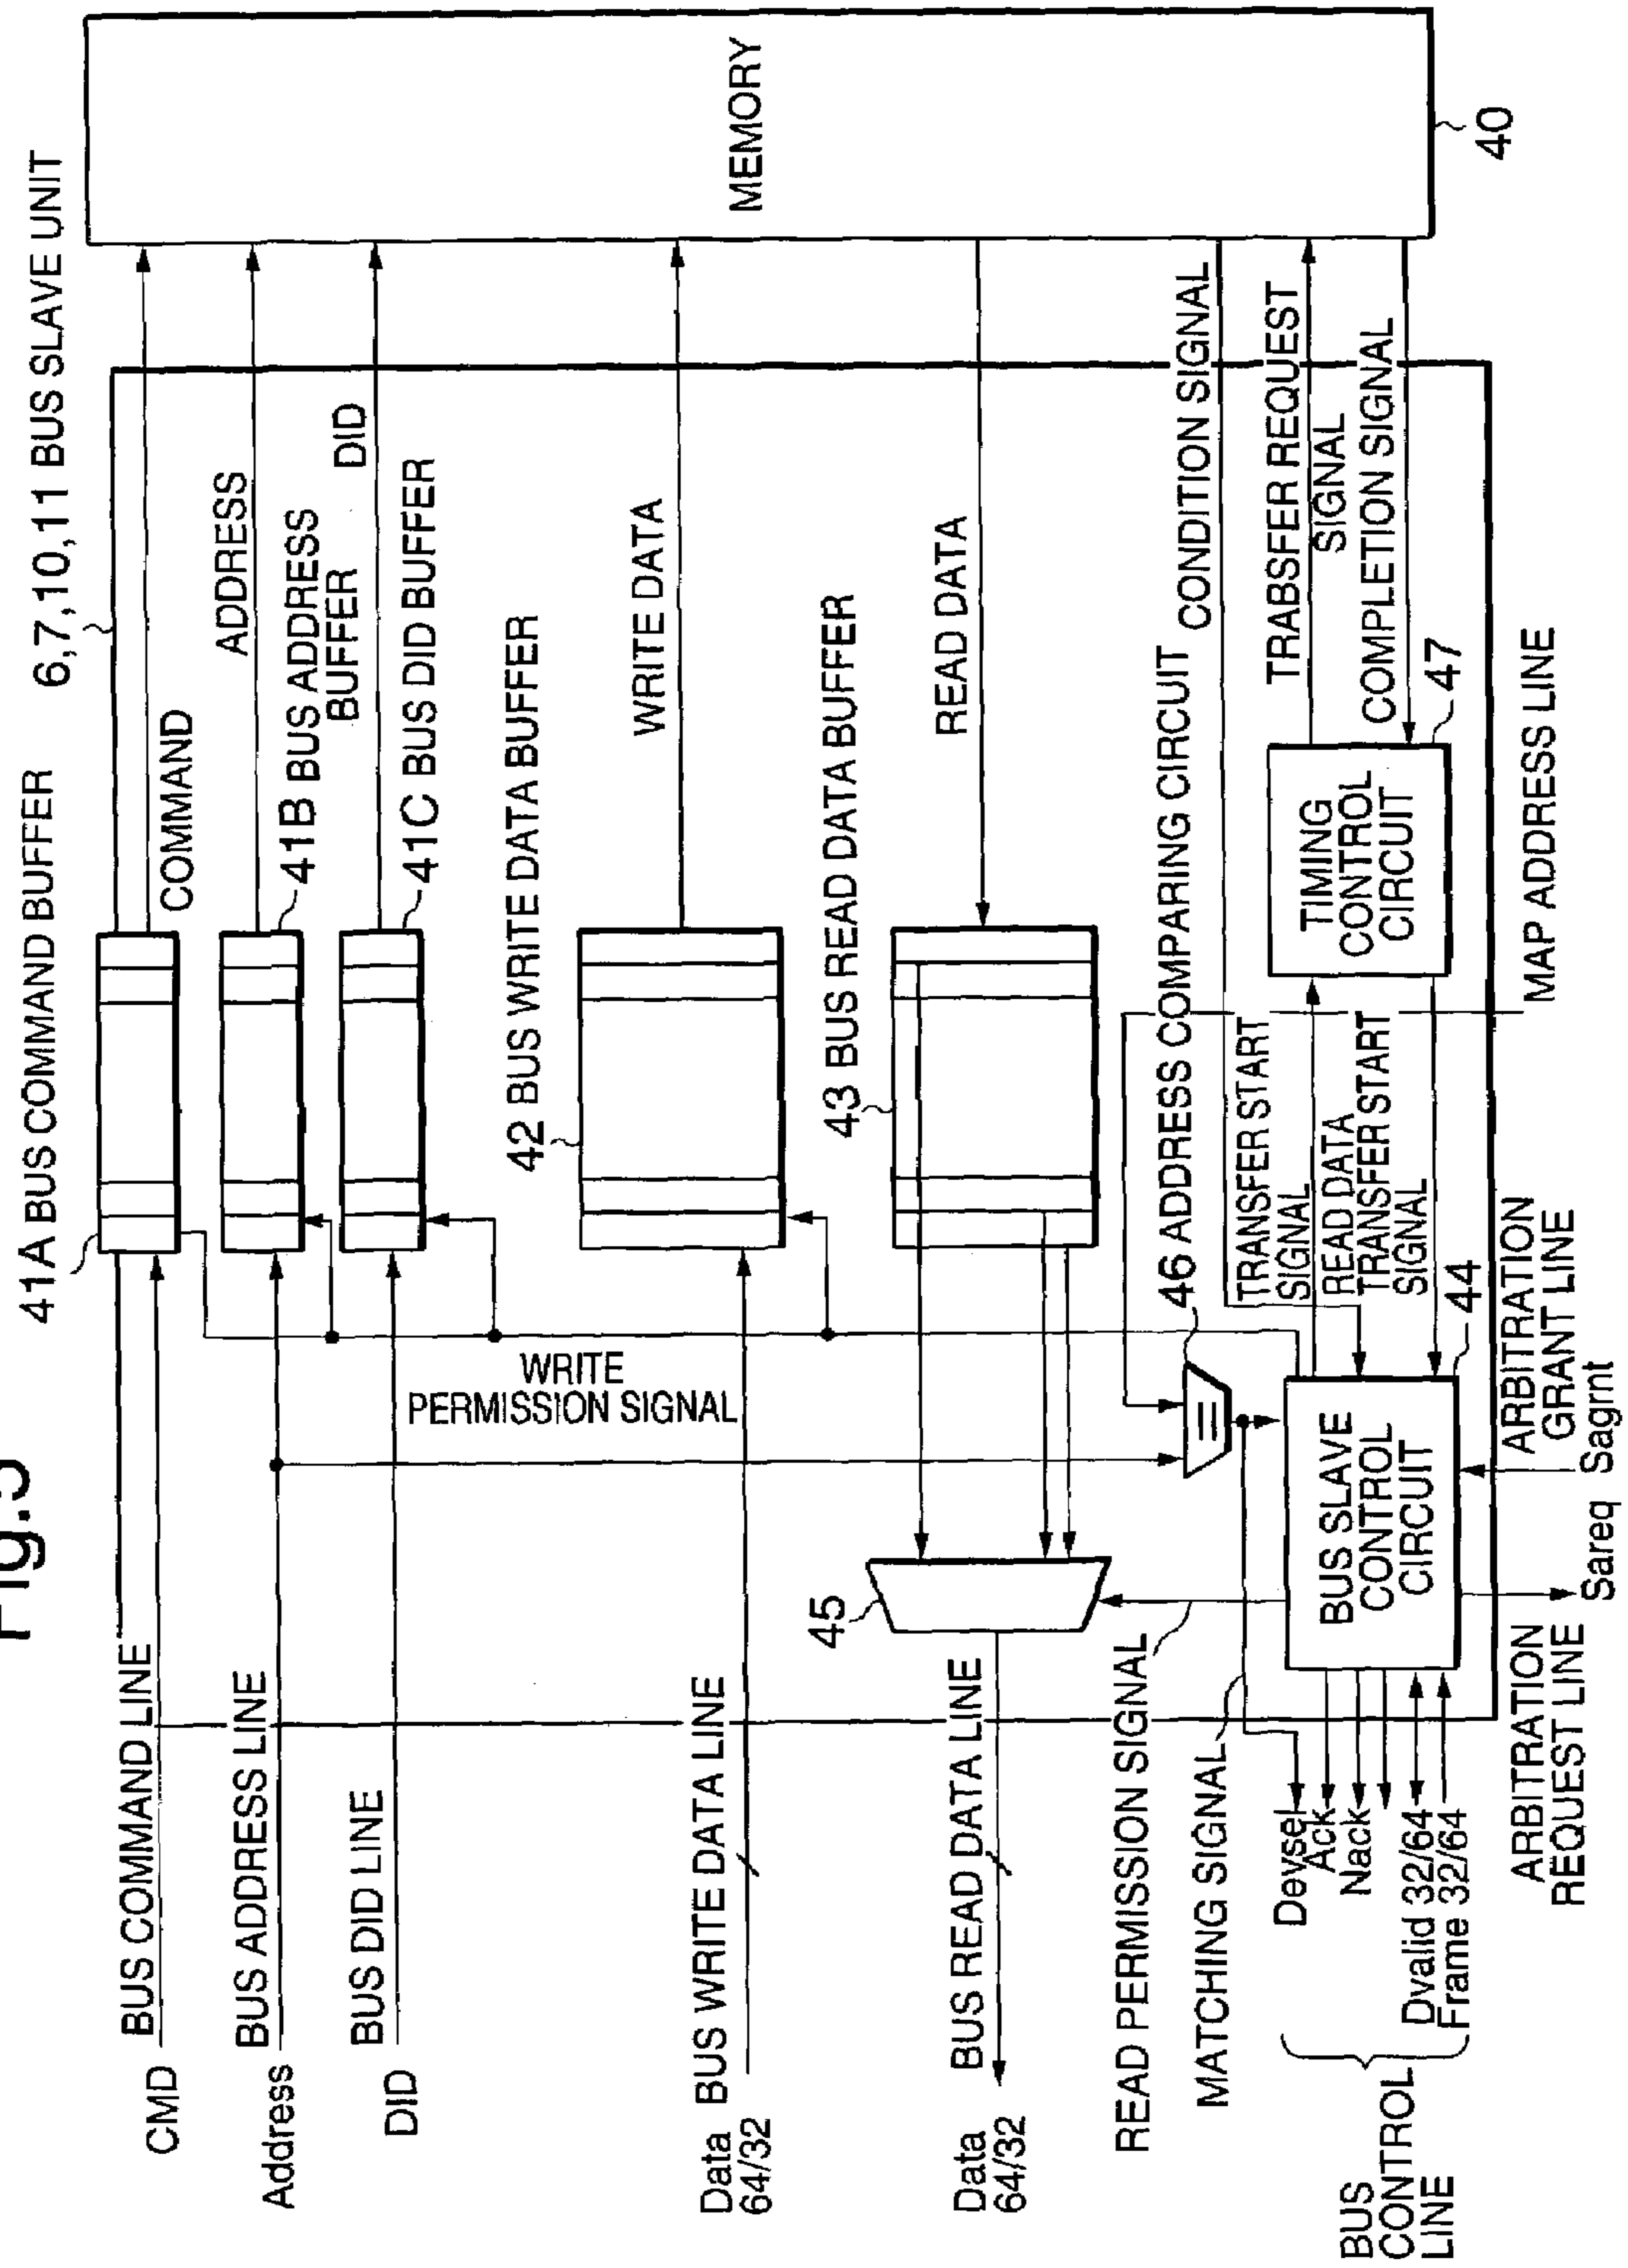 Fig.
41A BUS COMMAND BUFFER
6,7,10,11 BUS SLAVE UNIT
BUS COMMAND LINE
CMD
COMMAND
BUS ADDRESS LINE
Address
ADDRESS
41B BUS ADDRESS
BUFFER
BUS DID LINE
DID
DID
41C BUS DID BUFFER
42 BUS WRITE DATA BUFFER
WRITE
PERMISSION SIGNAL
WRITE DATA
BUS WRITE DATA LINE
Data
64/32
MEMORY
40
43 BUS READ DATA BUFFER
45
READ DATA
BUS READ DATA LINE
Data
64/32
READ PERMISSION SIGNAL
46 ADDRESS COMPARING CIRCUIT
CONDITION SIGNAL
MATCHING SIGNAL
TRANSFER START
SIGNAL
TRABSFER REQUEST
SIGNAL
READ DATA
TRANSFER START
SIGNAL
COMPLETION SIGNAL
TIMING
CONTROL
CIRCUIT
47
Devsel
Ack
Nack
Dvalid 32/64
Frame 32/64
BUS
CONTROL
LINE
BUS SLAVE
CONTROL
CIRCUIT
44
MAP ADDRESS LINE
ARBITRATION
REQUEST LINE
Sareq
Sagrnt
ARBITRATION
GRANT LINE